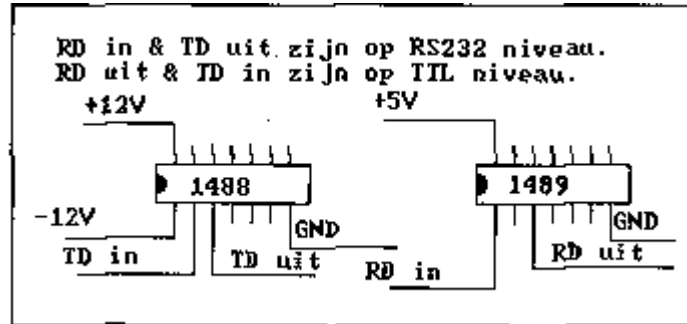 RD in & TD uit zijn op RS232 niveau.
RD uit & TD in zijn op TTL niveau.
+12V
+5V
1488
1489
-12V
GND
GND
TD in
TD uit
RD in
RD uit